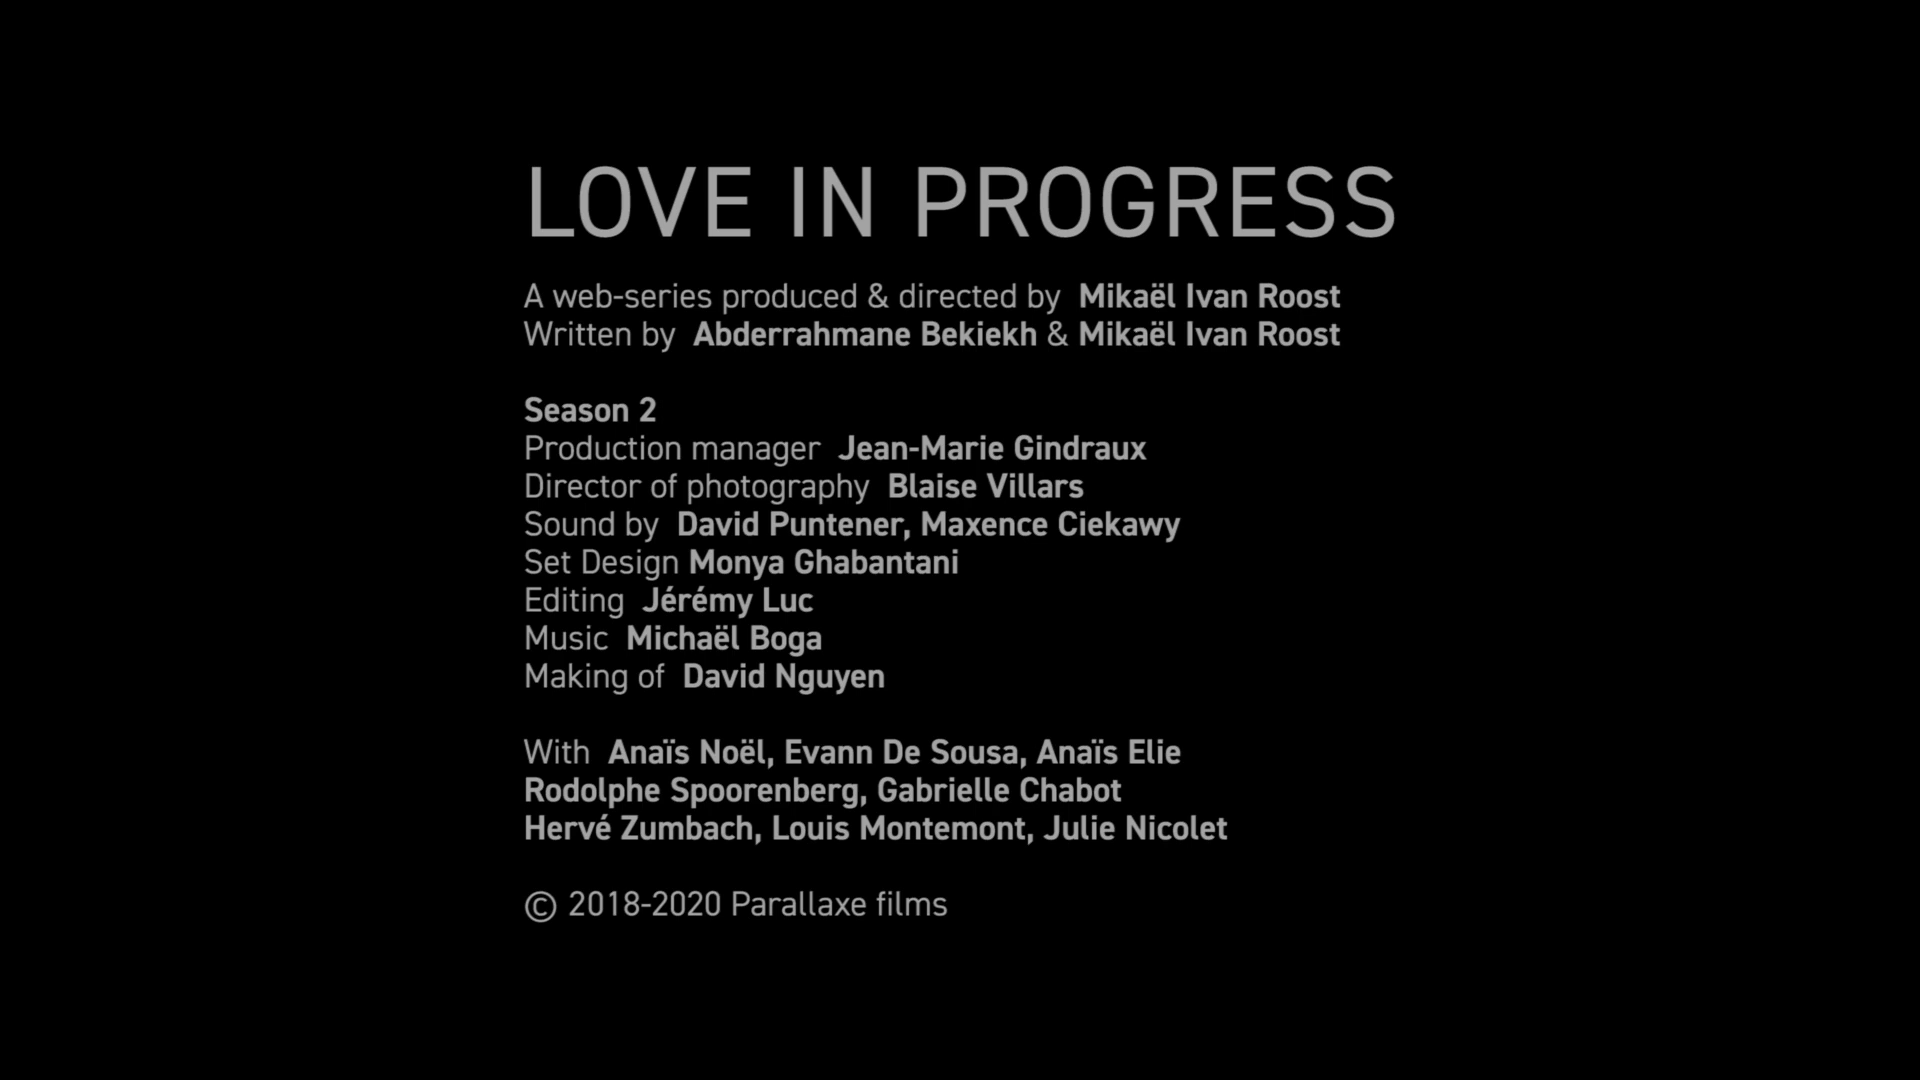 LOVE IN PROGRESS
A web-series produced & directed by Mikaël Ivan Roost
Written by Abderrahmane Bekiekh & Mikaël Ivan Roost
Season 2
Production manager Jean-Marie Gindraux
Director of photography Blaise Villars
Sound by David Puntener, Maxence Ciekawy
Set Design Monya Ghabantani
Editing Jérémy Luc
Music Michaël Boga
Making of David Nguyen
With Anaïs Noël, Evann De Sousa, Anaïs Elie
Rodolphe Spoorenberg, Gabrielle Chabot
Hervé Zumbach, Louis Montemont, Julie Nicolet
© 2018-2020 Parallaxe films